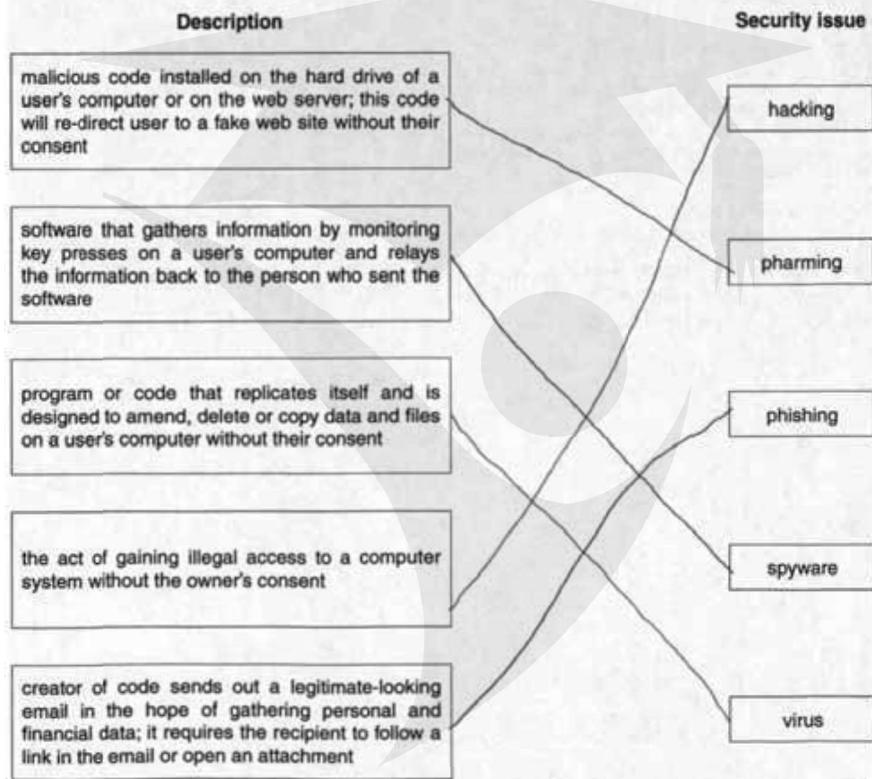 Description
Security issue
malicious code installed on the hard drive of a
user's computer or on the web server; this code
will re-direct user to a fake web site without their
consent
hacking
software that gathers information by monitoring
key presses on a user's computer and relays
the information back to the person who sent the
software
pharming
program or code that replicates itself and is
designed to amend, delete or copy data and files
on a user's computer without their consent
phishing
the act of gaining illegal access to a computer
system without the owner's consent
spyware
creator of code sends out a legitimate-looking
email in the hope of gathering personal and
financial data; it requires the recipient to follow a
link in the email or open an attachment
virus